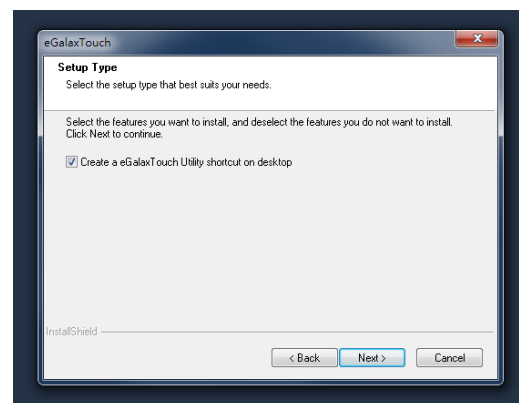 eGalaxTouch
Setup Type
Select the setup type that best suits your needs.
Select the features you want to install, and deselect the features you do not want to install.
Click Next to continue.
Create a eGalaxTouch Utility shortcut on desktop
InstallShield
< Back Next > Cancel